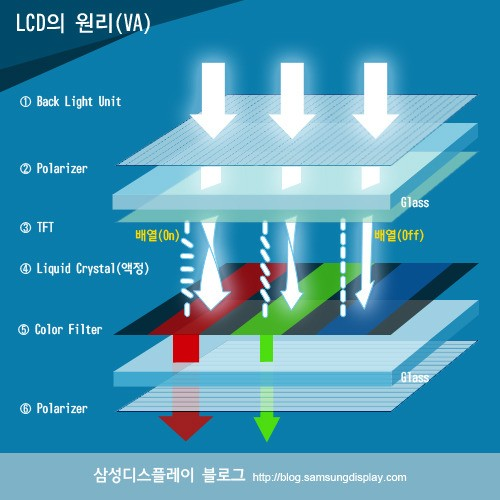 LCD의 원리(VA)
① Back Light Unit
② Polarizer
Glass
③ TFT
배열(On)
배열(Off)
④ Liquid Crystal(액정)
⑤ Color Filter
Glass
⑥ Polarizer
삼성디스플레이 블로그 http://blog.samsungdisplay.com